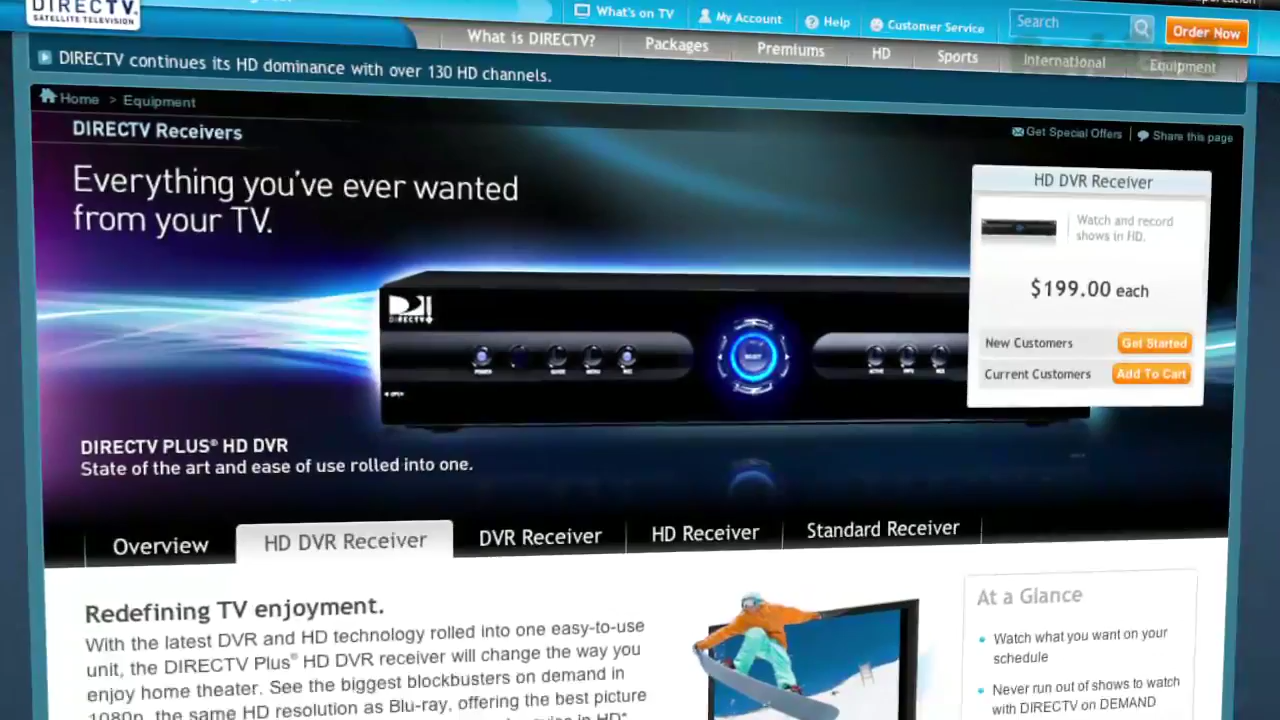 DIRECTV
SATELLITE TELEVISION
What's on TV
My Account
Help
Customer Service
Search
Order Now
What is DIRECTV?
Packages
Premiums
HD
Sports
International
Equipment
DIRECTV continues its HD dominance with over 130 HD channels.
Home > Equipment
DIRECTV Receivers
Get Special Offers
Share this page
Everything you've ever wanted
from your TV.
HD DVR Receiver
Watch and record
shows in HD.
$199.00 each
New Customers
Get Started
Current Customers
Add To Cart
DIRECTV
SELECT
DIRECTV PLUS® HD DVR
State of the art and ease of use rolled into one.
Overview
HD DVR Receiver
DVR Receiver
HD Receiver
Standard Receiver
Redefining TV enjoyment.
With the latest DVR and HD technology rolled into one easy-to-use
unit, the DIRECTV Plus® HD DVR receiver will change the way you
enjoy home theater. See the biggest blockbusters on demand in
1080p, the same HD resolution as Blu-ray, offering the best picture
in HD*
At a Glance
Watch what you want on your
schedule
Never run out of shows to watch
with DIRECTV on DEMAND